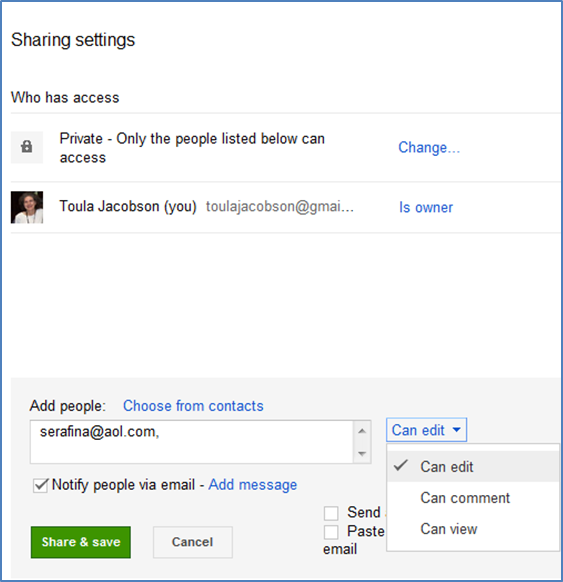 Sharing settings
Who has access
Private - Only the people listed below can
access
Change...
Toula Jacobson (you) toulajacobson@gmai... Is owner
Add people: Choose from contacts
serafina@aol.com,
Can edit
Can edit
Can comment
Can view
Notify people via email - Add message
Send
Paste
email
Share & save
Cancel